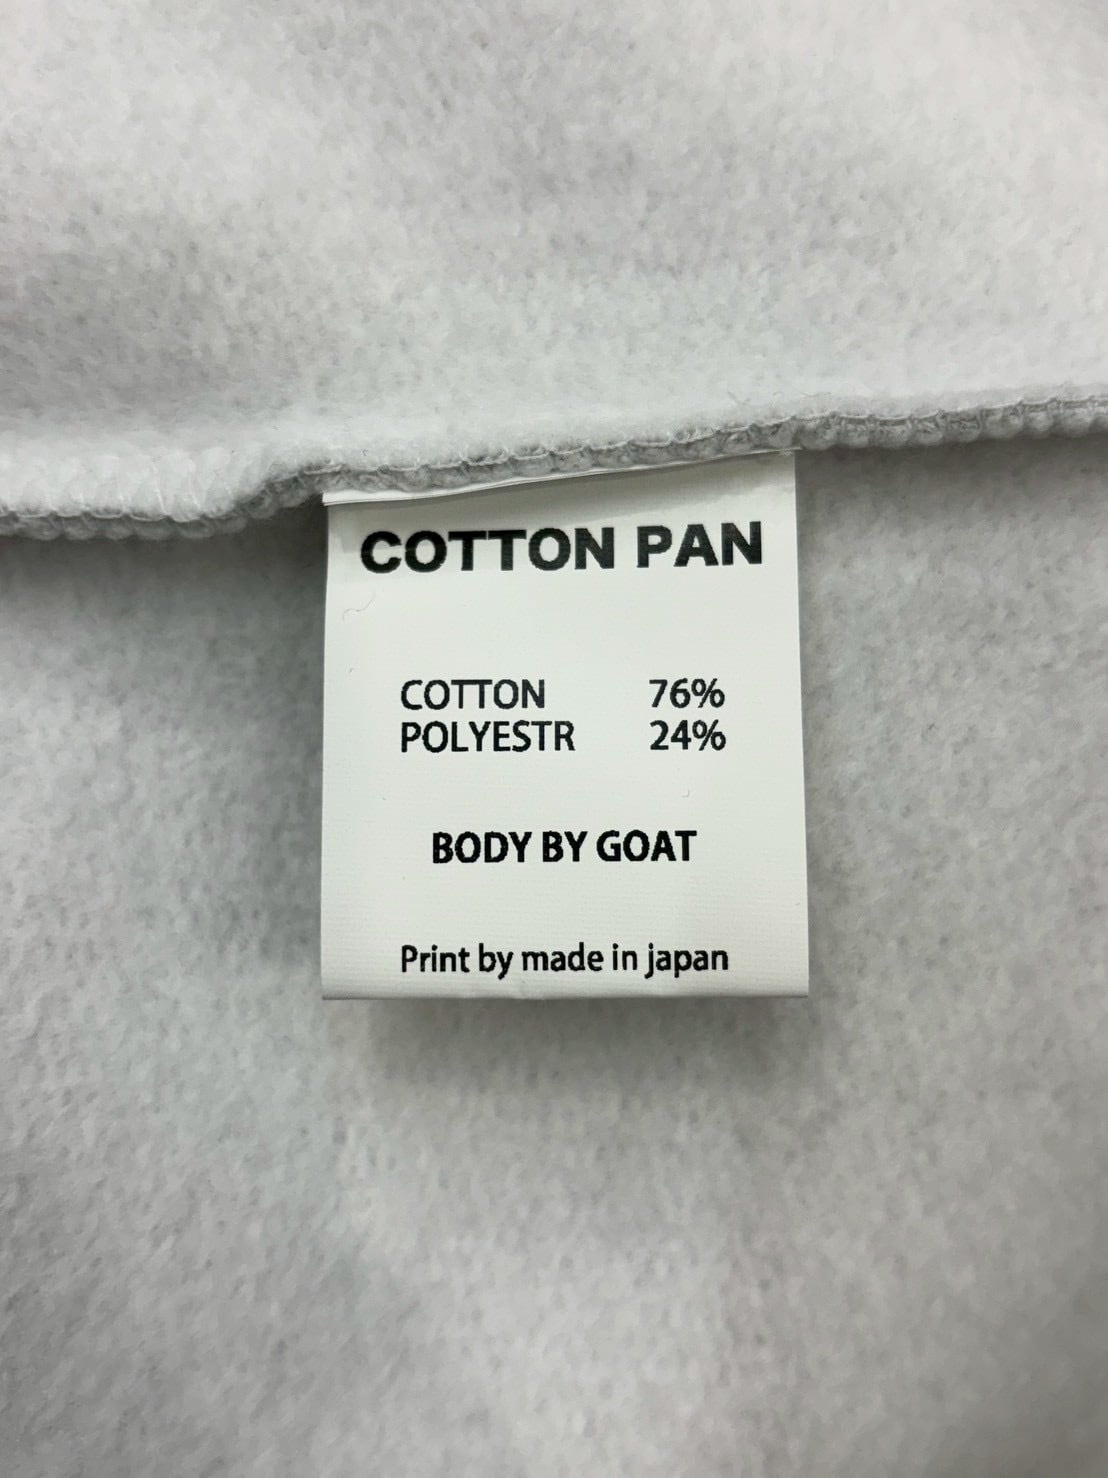 COTTON PAN
COTTON 76%
POLYESTR 24%
BODY BY GOAT
Print by made in japan